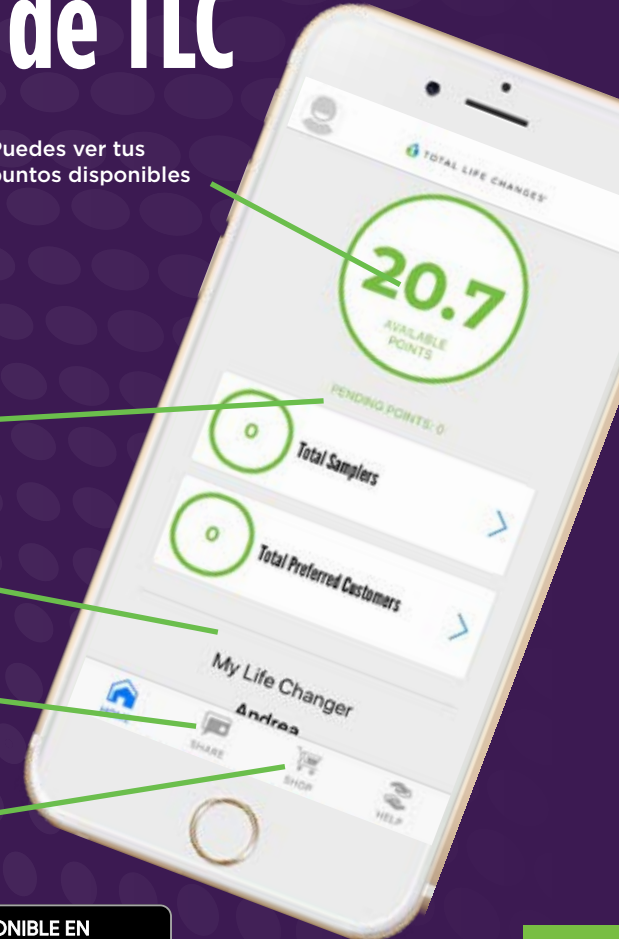 de TLC
Puedes ver tus
puntos disponibles
TOTAL LIFE CHANGES
20.7
AVAILABLE
POINTS
PENDING POINTS: 0
0
Total Samplers
0
Total Preferred Customers
My Life Changer
Andrea
HOME
SHARE
SHOP
HELP
ONIBLE EN